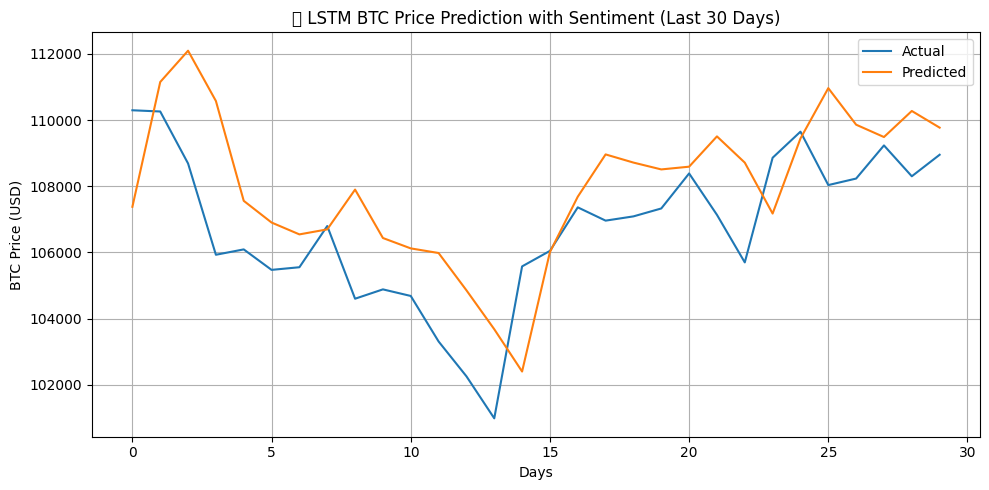 LSTM BTC Price Prediction with Sentiment (Last 30 Days)
Actual
Predicted
BTC Price (USD)
112000
110000
108000
106000
104000
102000
0 5 10 15 20 25 30
Days